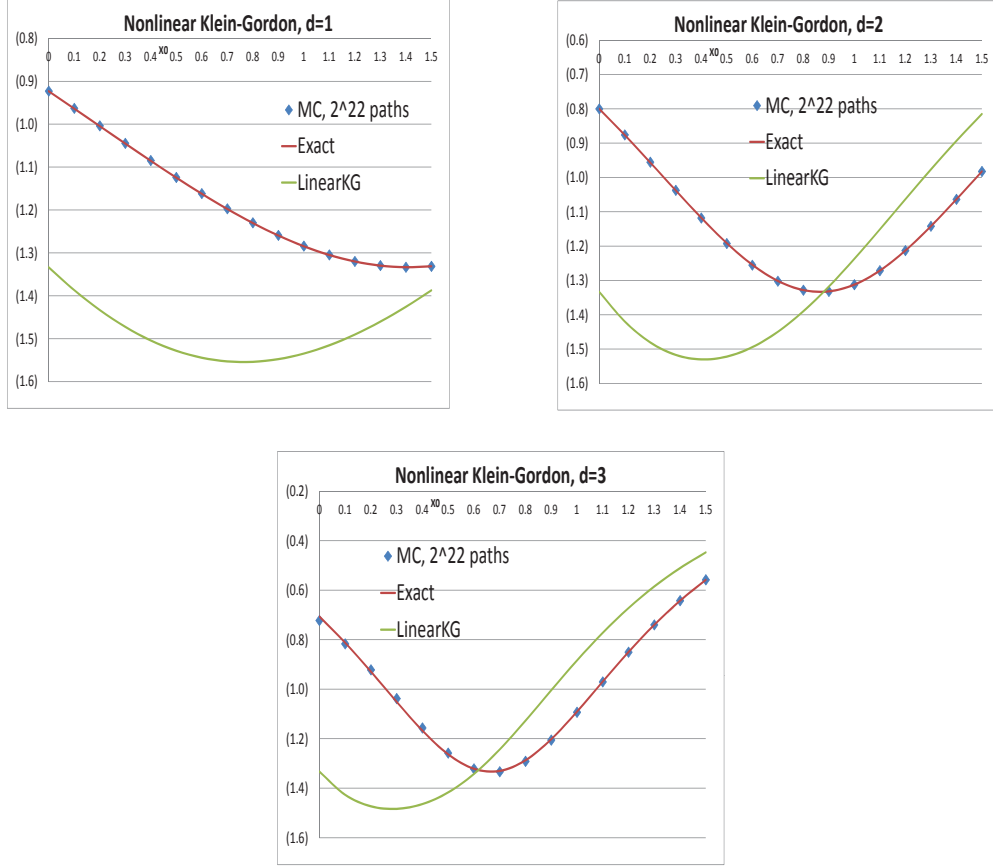 Nonlinear Klein-Gordon, d=1
(0.8)
0 0.1 0.2 0.3 0.4 X0 0.5 0.6 0.7 0.8 0.9 1 1.1 1.2 1.3 1.4 1.5
(0.9)
(1.0)
(1.1)
(1.2)
(1.3)
(1.4)
(1.5)
(1.6)
MC, 2^22 paths
Exact
LinearKG
Nonlinear Klein-Gordon, d=2
(0.6)
0 0.1 0.2 0.3 0.4 X0 0.5 0.6 0.7 0.8 0.9 1 1.1 1.2 1.3 1.4 1.5
(0.7)
(0.8)
(0.9)
(1.0)
(1.1)
(1.2)
(1.3)
(1.4)
(1.5)
(1.6)
MC, 2^22 paths
Exact
LinearKG
Nonlinear Klein-Gordon, d=3
(0.2)
0 0.1 0.2 0.3 0.4 X0 0.5 0.6 0.7 0.8 0.9 1 1.1 1.2 1.3 1.4 1.5
(0.4)
(0.6)
(0.8)
(1.0)
(1.2)
(1.4)
(1.6)
MC, 2^22 paths
Exact
LinearKG